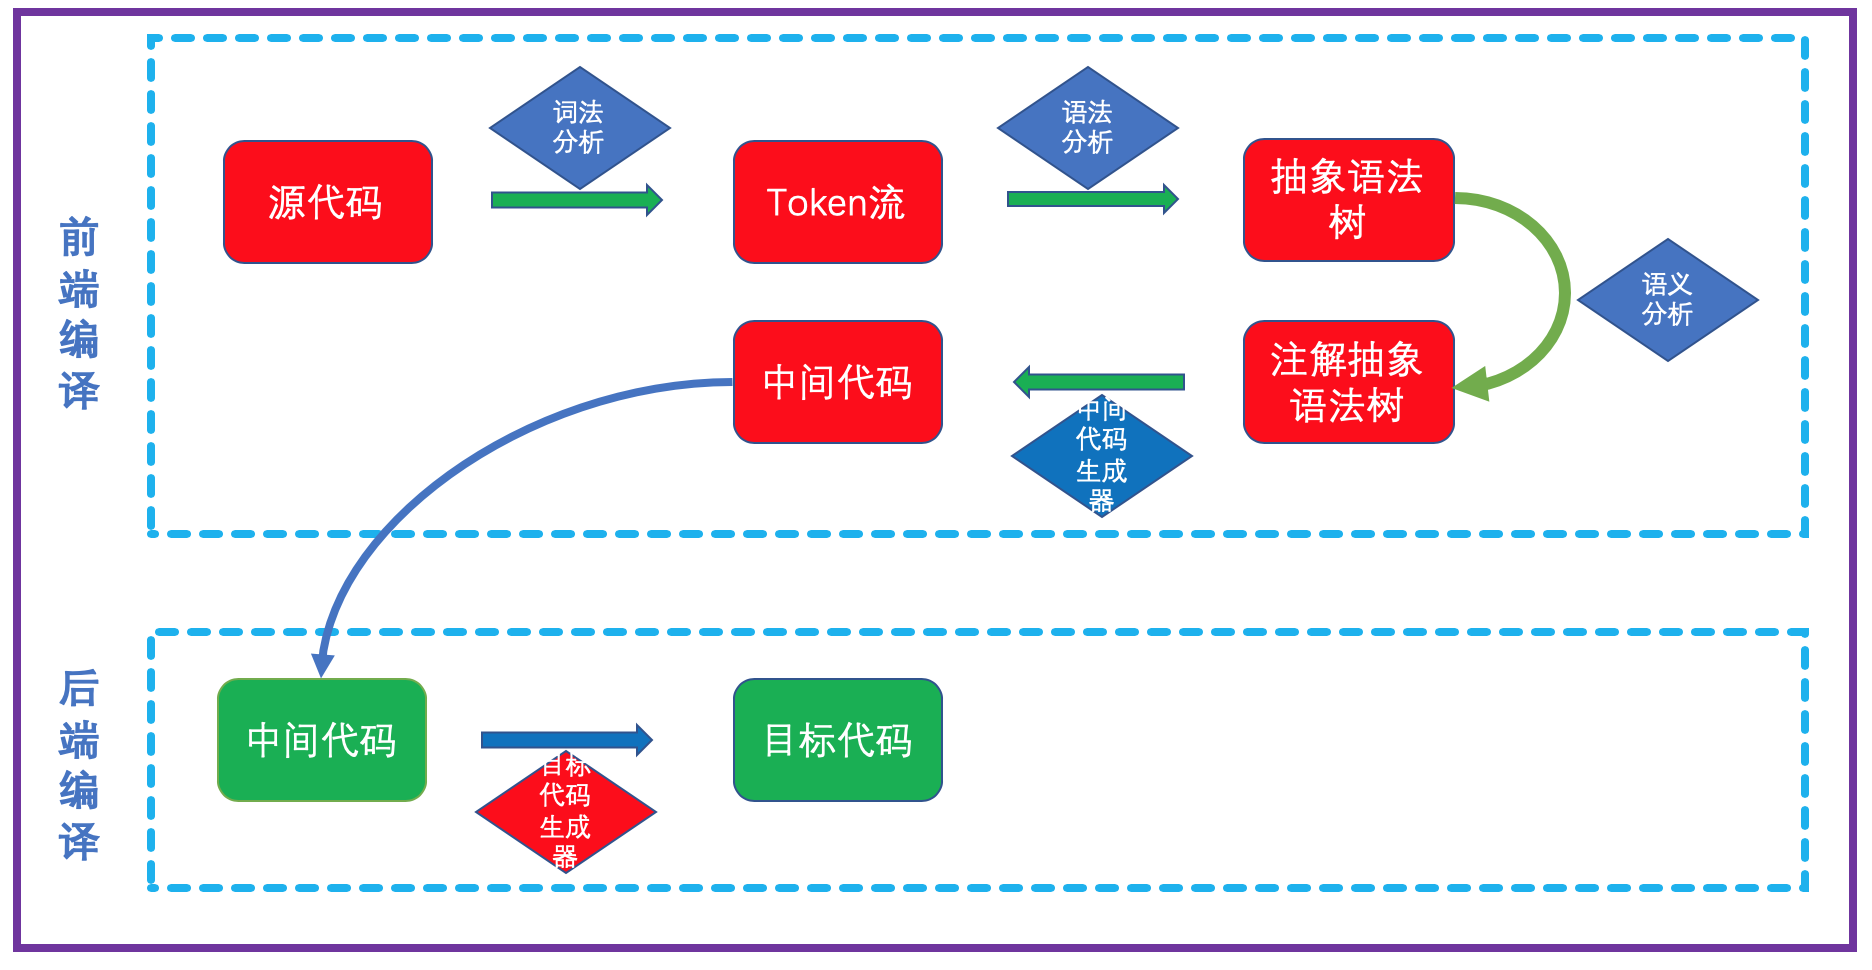 前
端
编
译
词法
分析
源代码
Token流
语法
分析
抽象语法
树
语义
分析
注解抽象
语法树
中间
代码
生成
器
中间代码
后
端
编
译
中间代码
目标
代码
生成
器
目标代码